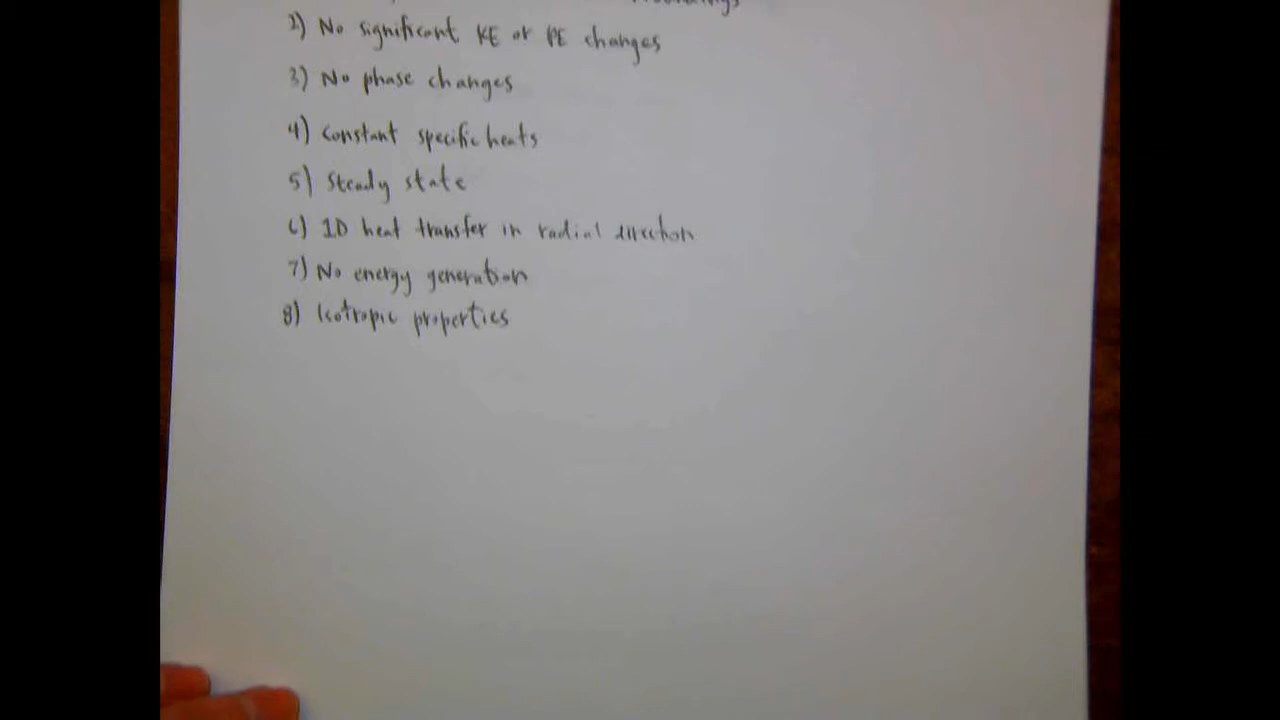 2) No significant KE or PE changes
3) No phase changes
4) Constant specific heats
5) Steady state
6) 1D heat transfer in radial direction
7) No energy generation
8) Isotropic properties